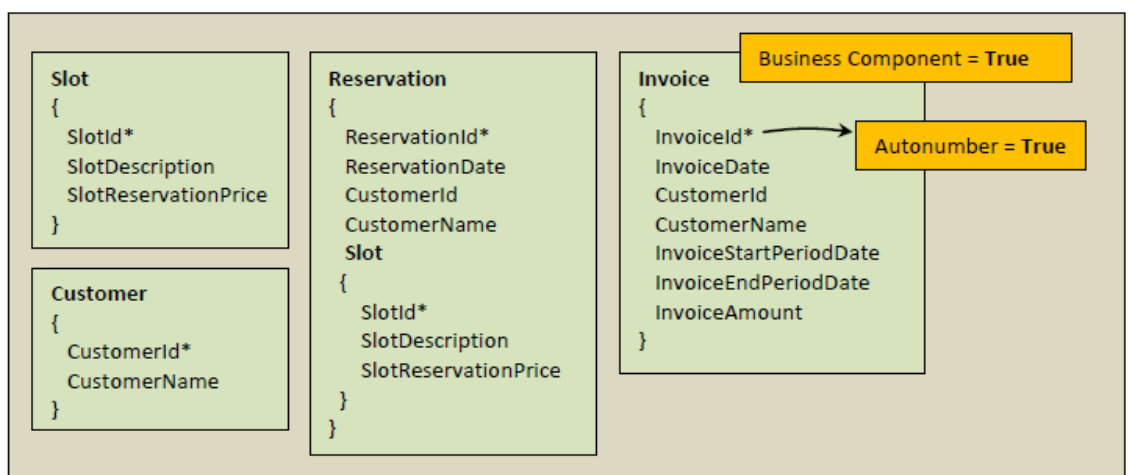 Slot
{
SlotId*
SlotDescription
SlotReservationPrice
}
Customer
{
CustomerId*
CustomerName
}
Reservation
{
ReservationId*
ReservationDate
CustomerId
CustomerName
Slot
{
SlotId*
SlotDescription
SlotReservationPrice
}
}
Business Component = True
Invoice
{
InvoiceId*
Autonumber = True
InvoiceDate
CustomerId
CustomerName
InvoiceStartPeriodDate
InvoiceEndPeriodDate
InvoiceAmount
}